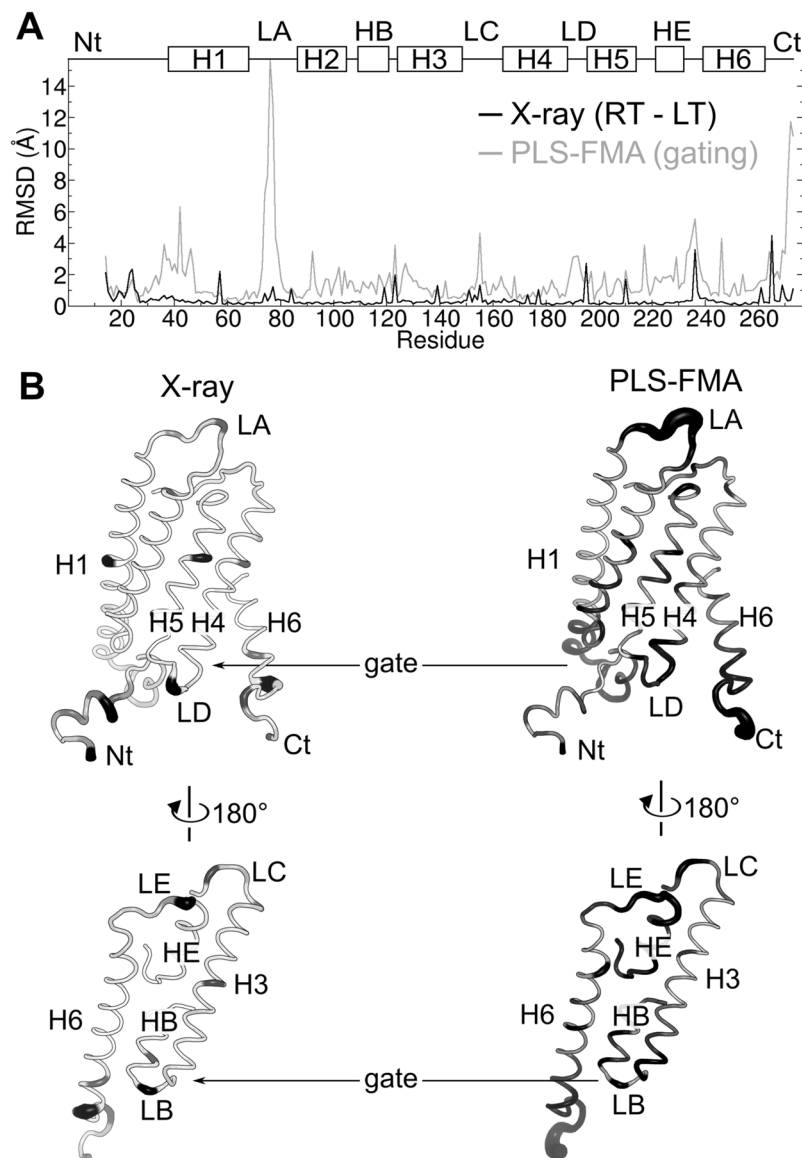 A
Nt LA HB LC LD HE Ct
H1 H2 H3 H4 H5 H6
X-ray (RT - LT)
PLS-FMA (gating)
RMSD (Å)
14
12
10
8
6
4
2
0
20 40 60 80 100 120 140 160 180 200 220 240 260
Residue
B
X-ray PLS-FMA
LA LA
H1 H1
H5 H4 H6 H5 H4 H6
gate
LD LD
Nt Ct Nt Ct
180° 180°
LE LC LE LC
HE HE
H3 H3
H6 HB H6 HB
gate
LB LB